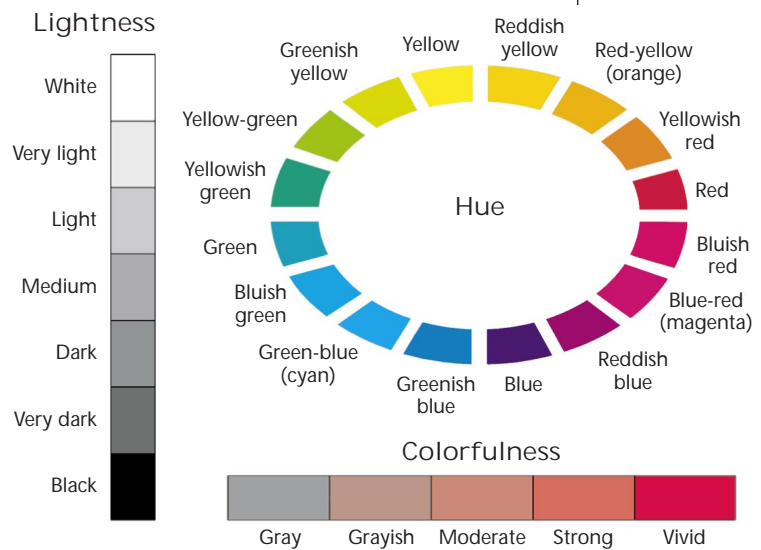 Lightness
White
Very light
Light
Medium
Dark
Very dark
Black
Hue
Yellow
Reddish
yellow
Red-yellow
(orange)
Yellowish
red
Red
Bluish
red
Blue-red
(magenta)
Reddish
blue
Blue
Greenish
blue
Green-blue
(cyan)
Bluish
green
Green
Yellowish
green
Yellow-green
Greenish
yellow
Colorfulness
Gray
Grayish
Moderate
Strong
Vivid